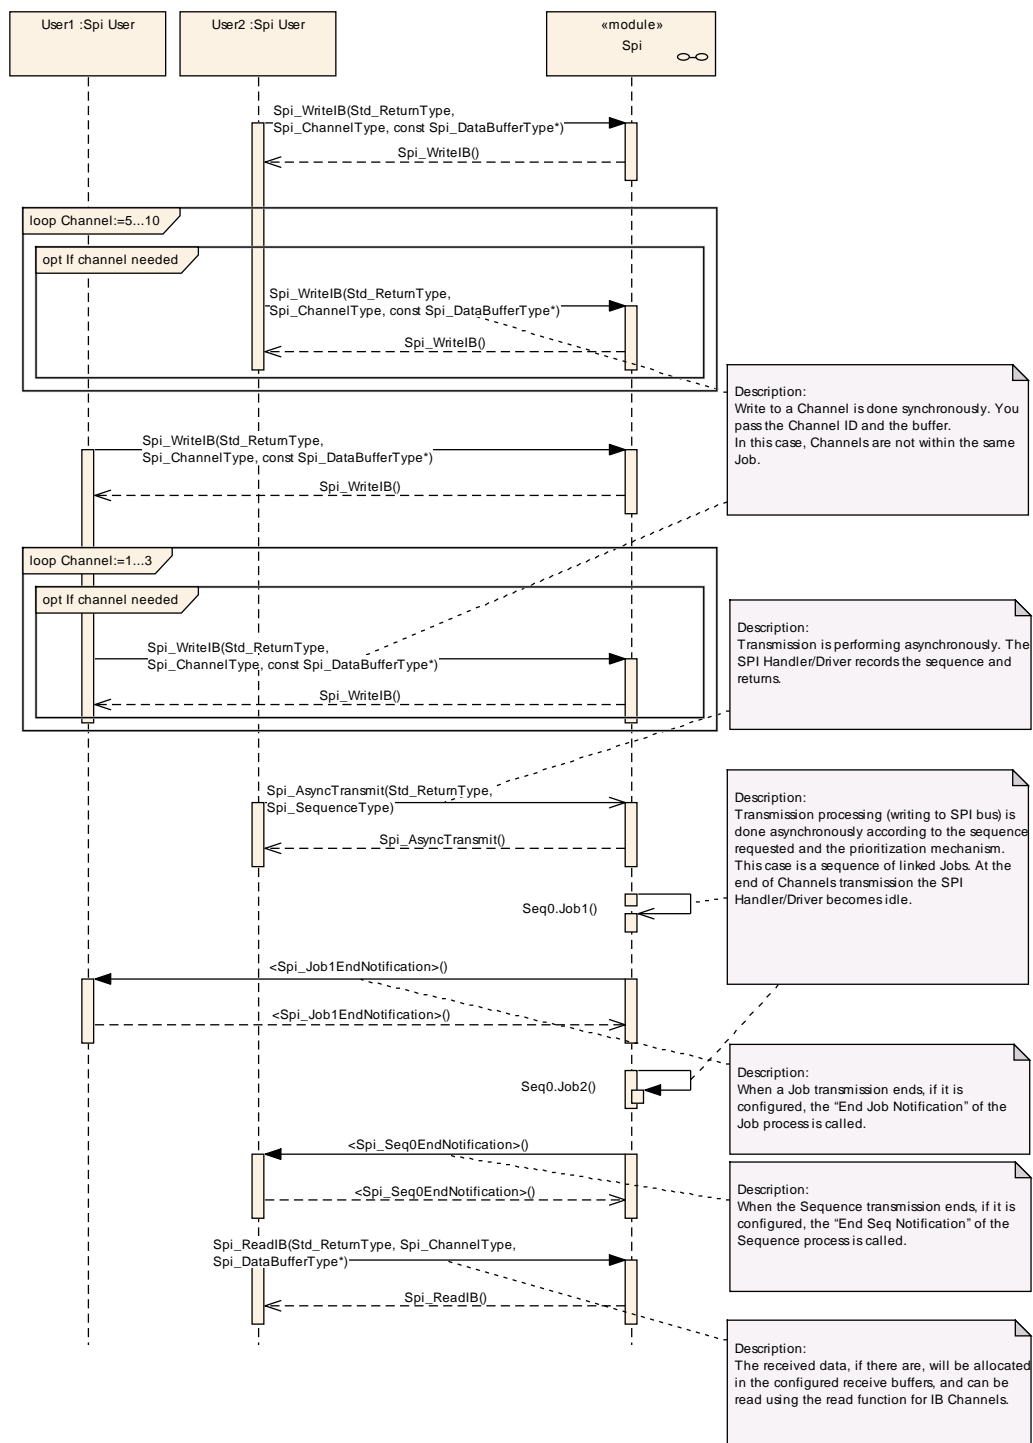 User1 :Spi User
User2 :Spi User
«module»
Spi
Spi_WriteIB(Std_ReturnType,
Spi_ChannelType, const Spi_DataBufferType*)
Spi_WriteIB()
loop Channel:=5...10
opt If channel needed
Spi_WriteIB(Std_ReturnType,
Spi_ChannelType, const Spi_DataBufferType*)
Spi_WriteIB()
Description:
Write to a Channel is done synchronously. You
pass the Channel ID and the buffer.
In this case, Channels are not within the same
Job.
Spi_WriteIB(Std_ReturnType,
Spi_ChannelType, const Spi_DataBufferType*)
Spi_WriteIB()
loop Channel:=1...3
opt If channel needed
Spi_WriteIB(Std_ReturnType,
Spi_ChannelType, const Spi_DataBufferType*)
Spi_WriteIB()
Description:
Transmission is performing asynchronously. The
SPI Handler/Driver records the sequence and
returns.
Spi_AsyncTransmit(Std_ReturnType,
Spi_SequenceType)
Spi_AsyncTransmit()
Description:
Transmission processing (writing to SPI bus) is
done asynchronously according to the sequence
requested and the prioritization mechanism.
This case is a sequence of linked Jobs. At the
end of Channels transmission the SPI
Handler/Driver becomes idle.
Seq0.Job1()
<Spi_Job1EndNotification>()
<Spi_Job1EndNotification>()
Seq0.Job2()
Description:
When a Job transmission ends, if it is
configured, the “End Job Notification” of the
Job process is called.
<Spi_Seq0EndNotification>()
<Spi_Seq0EndNotification>()
Description:
When the Sequence transmission ends, if it is
configured, the “End Seq Notification” of the
Sequence process is called.
Spi_ReadIB(Std_ReturnType, Spi_ChannelType,
Spi_DataBufferType*)
Spi_ReadIB()
Description:
The received data, if there are, will be allocated
in the configured receive buffers, and can be
read using the read function for IB Channels.